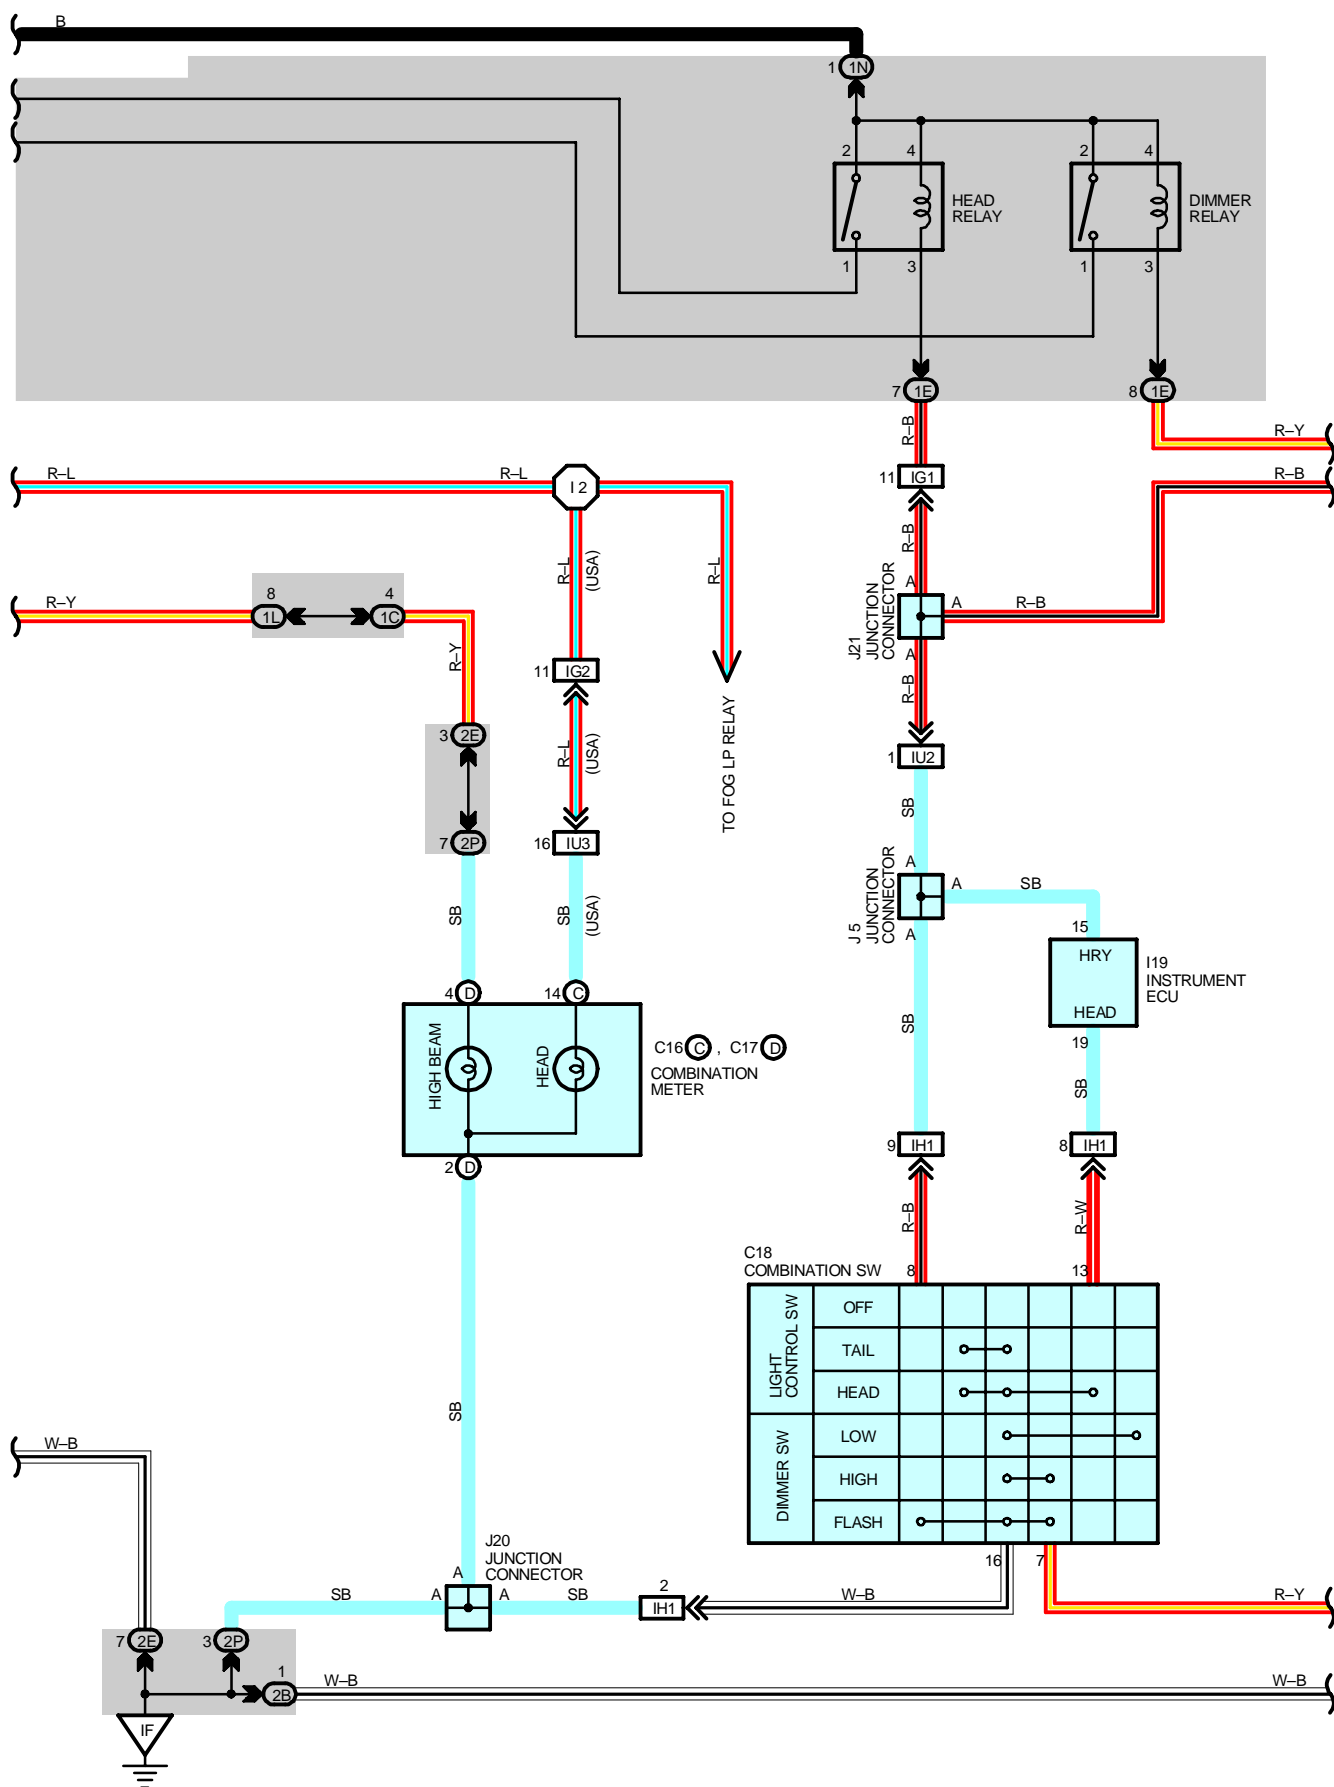 B
1 1N
2 4
2 4
HEAD
RELAY
DIMMER
RELAY
1 3
1 3
7 1E
8 1E
R–B
R–Y
R–L
R–L
I 2
11 IG1
R–B
R–B
R–L
(USA)
R–L
R–Y
8
1L
4
1C
J21
JUNCTION
CONNECTOR
A
A
R–B
A
R–Y
11 IG2
R–B
3 2E
R–L
(USA)
TO FOG LP RELAY
1 IU2
7 2P
16 IU3
SB
J 5
JUNCTION
CONNECTOR
A
A
SB
A
SB
SB
(USA)
15
HRY
HEAD
I19
INSTRUMENT
ECU
19
4 D
14 C
SB
SB
HIGH BEAM
HEAD
C16 C , C17 D
COMBINATION
METER
2 D
9 IH1
8 IH1
R–B
R–W
C18
COMBINATION SW
8
13
LIGHT
CONTROL SW
OFF
TAIL
HEAD
DIMMER SW
LOW
HIGH
FLASH
SB
W–B
16
7
J20
JUNCTION
CONNECTOR
A
SB
A
A
SB
2
IH1
W–B
R–Y
7 2E
3 2P
1
2B
W–B
W–B
IF